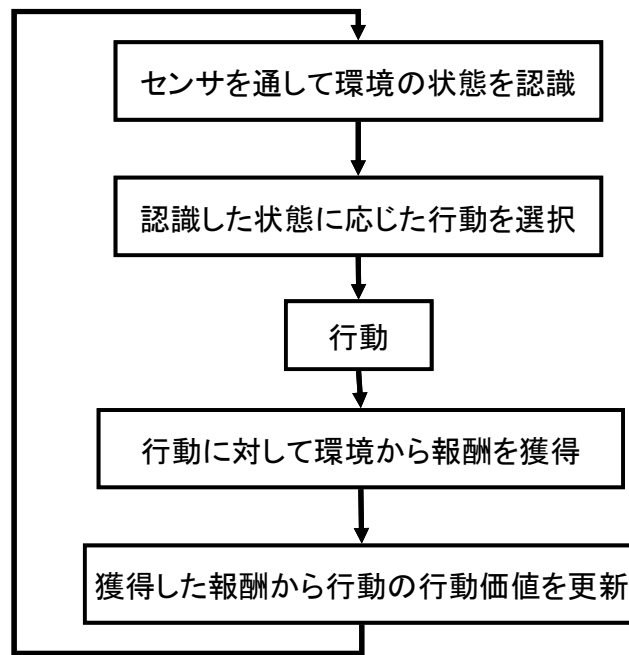 センサを通して環境の状態を認識
認識した状態に応じた行動を選択
行動
行動に対して環境から報酬を獲得
獲得した報酬から行動の行動価値を更新